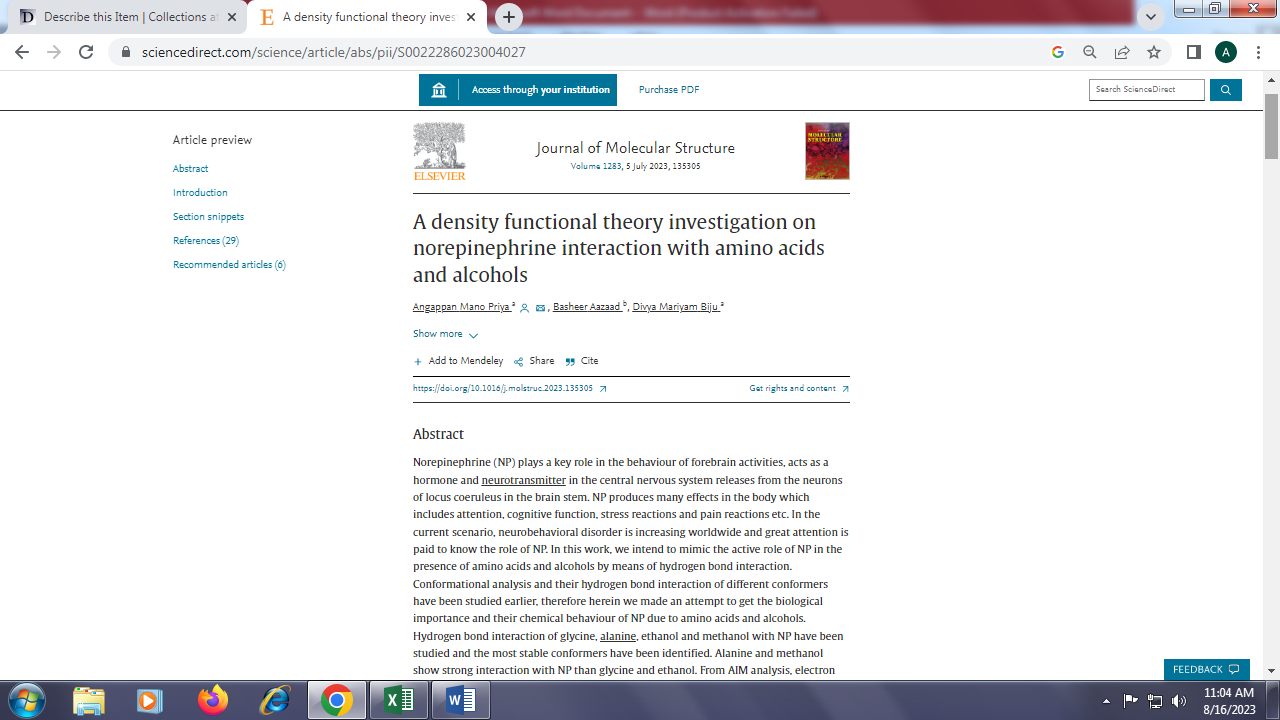 Describe this Item | Collections at
A density functional theory invest
sciencedirect.com/science/article/abs/pii/S0022286023004027
A
Access through your institution
Purchase PDF
Search ScienceDirect
Article preview
Abstract
Introduction
Section snippets
References (29)
Recommended articles (6)
ELSEVIER
Journal of Molecular Structure
Volume 1283, 5 July 2023, 135305
MOLECULAR
STRUCTURE
A density functional theory investigation on
norepinephrine interaction with amino acids
and alcohols
Angappan Mano Priya a, Basheer Aazaad b, Divya Mariyam Biju a
Show more
Add to Mendeley Share Cite
https://doi.org/10.1016/j.molstruc.2023.135305
Get rights and content
Abstract
Norepinephrine (NP) plays a key role in the behaviour of forebrain activities, acts as a
hormone and neurotransmitter in the central nervous system releases from the neurons
of locus coeruleus in the brain stem. NP produces many effects in the body which
includes attention, cognitive function, stress reactions and pain reactions etc. In the
current scenario, neurobehavioral disorder is increasing worldwide and great attention is
paid to know the role of NP. In this work, we intend to mimic the active role of NP in the
presence of amino acids and alcohols by means of hydrogen bond interaction.
Conformational analysis and their hydrogen bond interaction of different conformers
have been studied earlier, therefore herein we made an attempt to get the biological
importance and their chemical behaviour of NP due to amino acids and alcohols.
Hydrogen bond interaction of glycine, alanine, ethanol and methanol with NP have been
studied and the most stable conformers have been identified. Alanine and methanol
show strong interaction with NP than glycine and ethanol. From AIM analysis, electron
FEEDBACK
11:04 AM
8/16/2023